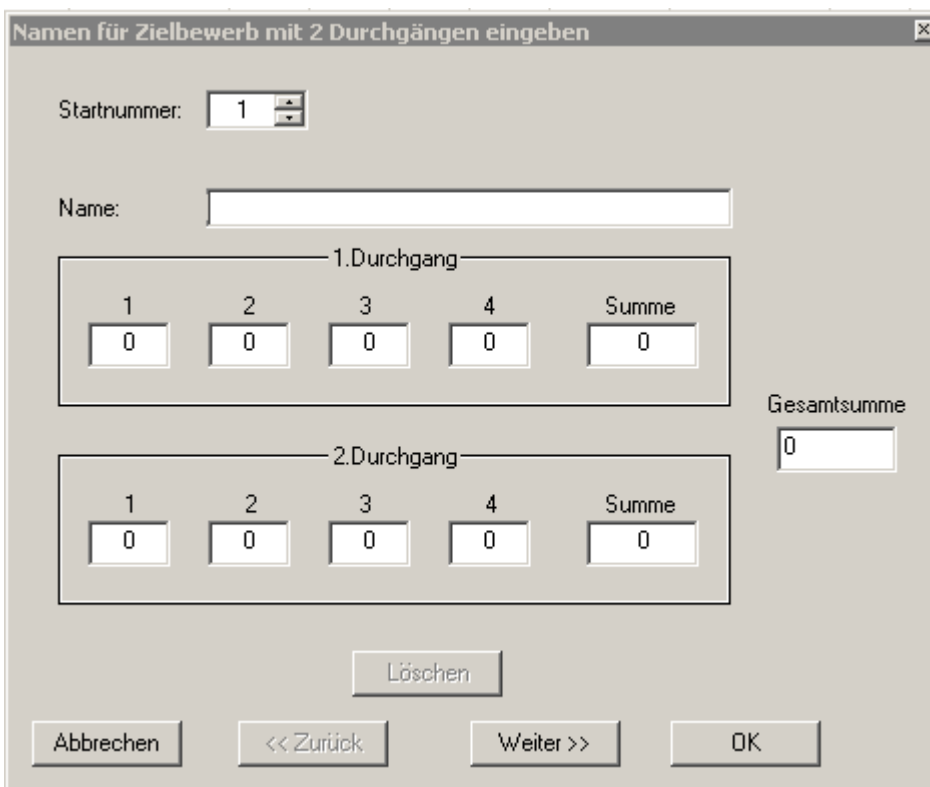 Namen für Zielbewerb mit 2 Durchgängen eingeben
Startnummer: 1
Name:
1.Durchgang
1 2 3 4 Summe
0 0 0 0 0
Gesamtsumme
0
2.Durchgang
1 2 3 4 Summe
0 0 0 0 0
Löschen
Abbrechen << Zurück Weiter >> OK